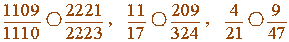 1109/1110 ○ 2221/2223, 11/17 ○ 209/324, 4/21 ○ 9/47